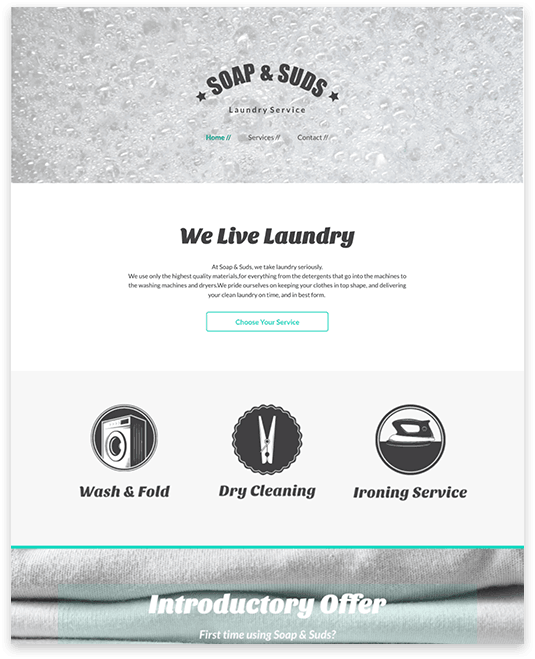 SOAP & SUDS
Laundry Service
Home // Services // Contact //
We Live Laundry
At Soap & Suds, we take laundry seriously.
We use only the highest quality materials,for everything from the detergents that go into the machines to
the washing machines and dryers.We pride ourselves on keeping your clothes in top shape, and delivering
your clean laundry on time, and in best form.
Choose Your Service
Wash & Fold Dry Cleaning Ironing Service
Introductory Offer
First time using Soap & Suds?